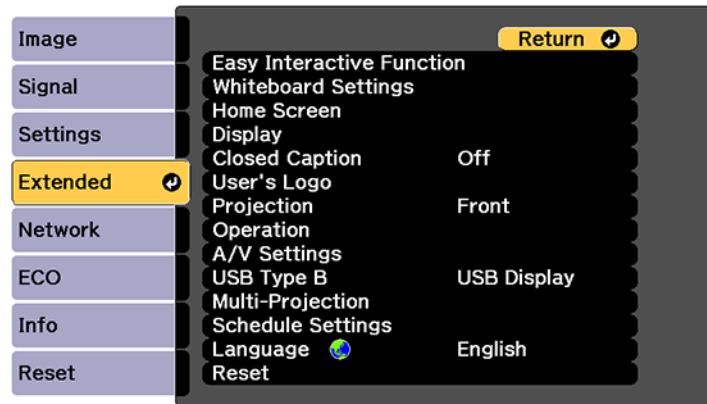 Image
Signal
Settings
Extended
Network
ECO
Info
Reset
Return
Easy Interactive Function
Whiteboard Settings
Home Screen
Display
Closed Caption Off
User's Logo
Projection Front
Operation
A/V Settings
USB Type B USB Display
Multi-Projection
Schedule Settings
Language English
Reset